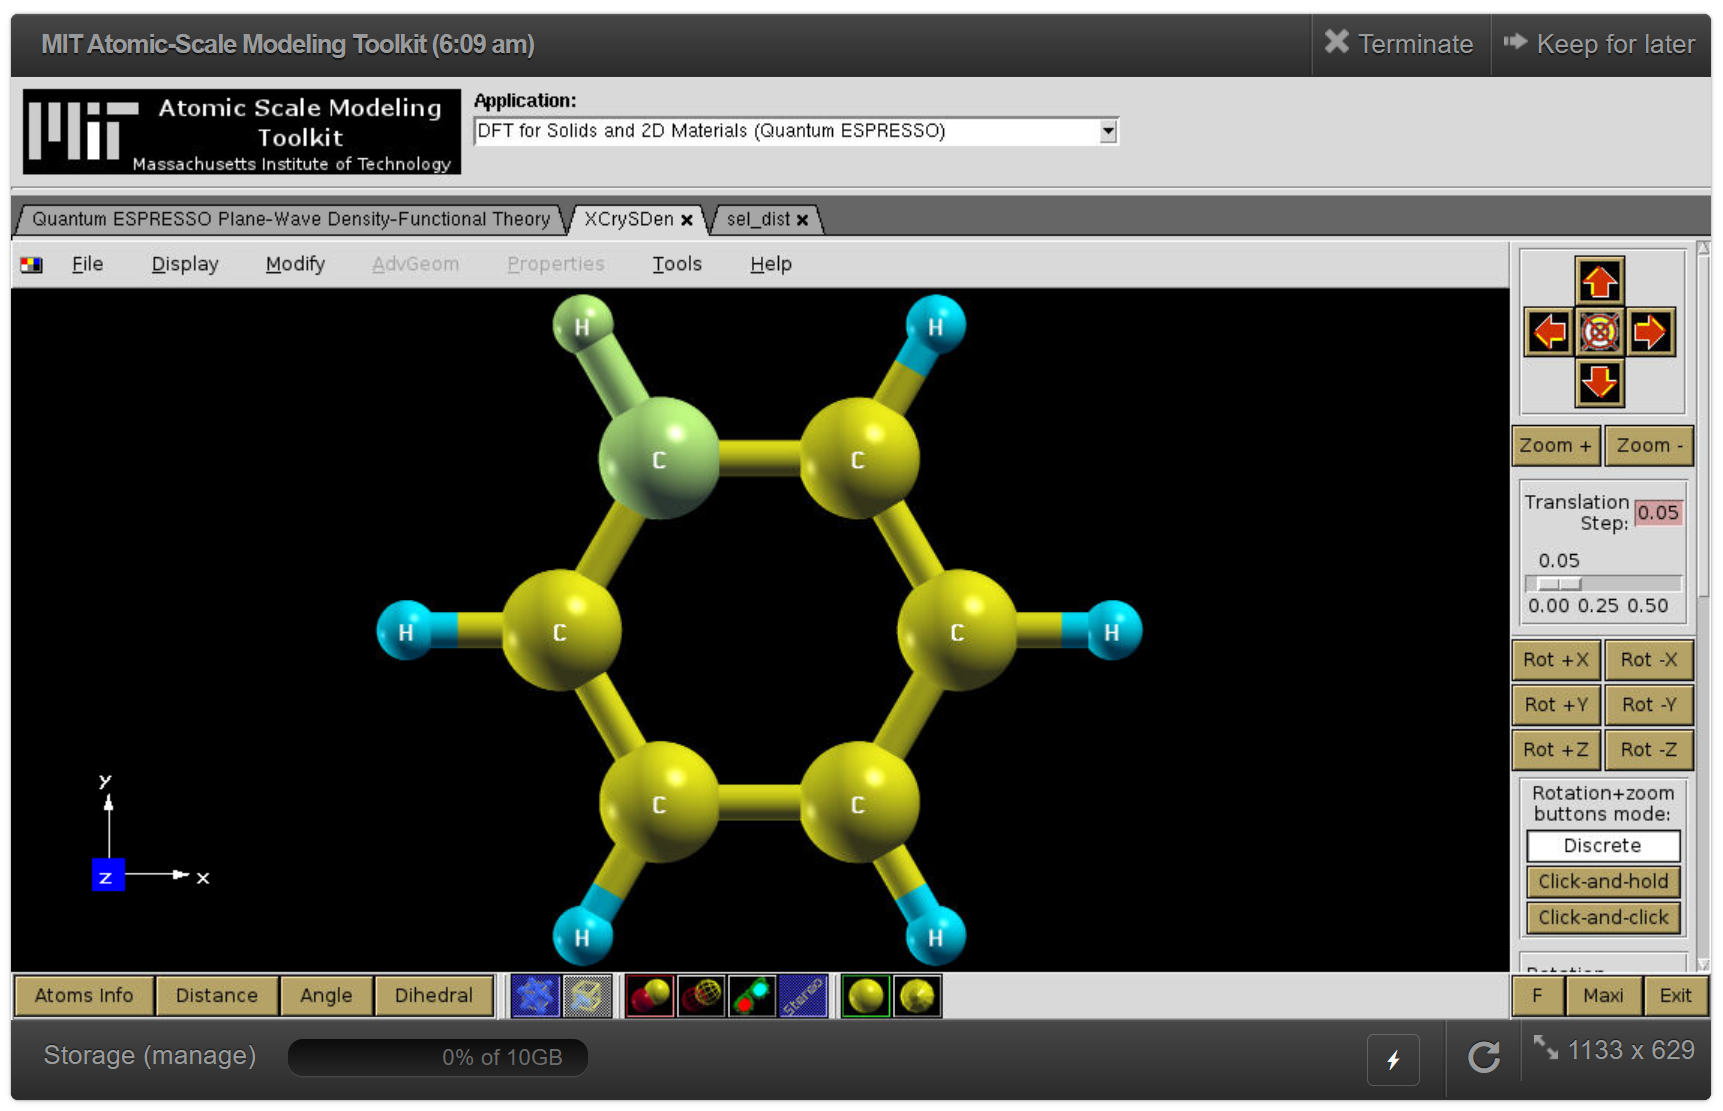 MIT Atomic-Scale Modeling Toolkit (6:09 am)
Terminate
Keep for later
Atomic Scale Modeling
Toolkit
Massachusetts Institute of Technology
Application:
DFT for Solids and 2D Materials (Quantum ESPRESSO)
Quantum ESPRESSO Plane-Wave Density-Functional Theory
XCrySDen
sel_dist
File Display Modify AdvGeom Properties Tools Help
H H
C C
H C C H
C C
H H
y
z x
Zoom + Zoom -
Translation
Step: 0.05
0.05
0.00 0.25 0.50
Rot +X Rot -X
Rot +Y Rot -Y
Rot +Z Rot -Z
Rotation+zoom
buttons mode:
Discrete
Click-and-hold
Click-and-click
Atoms Info Distance Angle Dihedral
Stereo
F Maxi Exit
Storage (manage) 0% of 10GB
1133 x 629